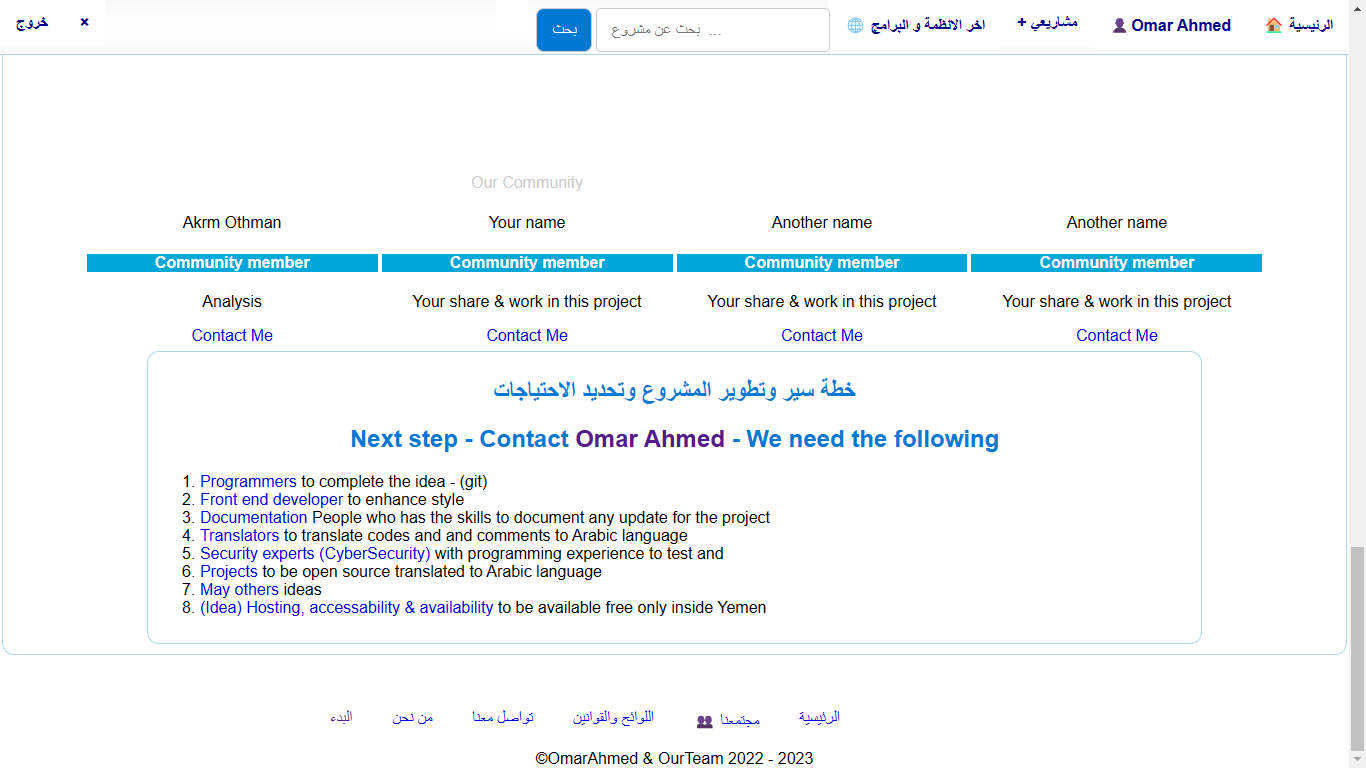 الرئيسية
Omar Ahmed
مشاريعي +
اخر الانظمة و البرامج
بحث عن مشروع ...
بحث
×
خروج
Our Community
Akrm Othman Your name Another name Another name
Community member Community member Community member Community member
Analysis Your share & work in this project Your share & work in this project Your share & work in this project
Contact Me Contact Me Contact Me Contact Me
خطة سير وتطوير المشروع وتحديد الاحتياجات
Next step - Contact Omar Ahmed - We need the following
1. Programmers to complete the idea - (git)
2. Front end developer to enhance style
3. Documentation People who has the skills to document any update for the project
4. Translators to translate codes and and comments to Arabic language
5. Security experts (CyberSecurity) with programming experience to test and
6. Projects to be open source translated to Arabic language
7. May others ideas
8. (Idea) Hosting, accessability & availability to be available free only inside Yemen
الرئيسية مجتمعنا اللوائح والقوانين تواصل معنا من نحن البدء
©OmarAhmed & OurTeam 2022 - 2023